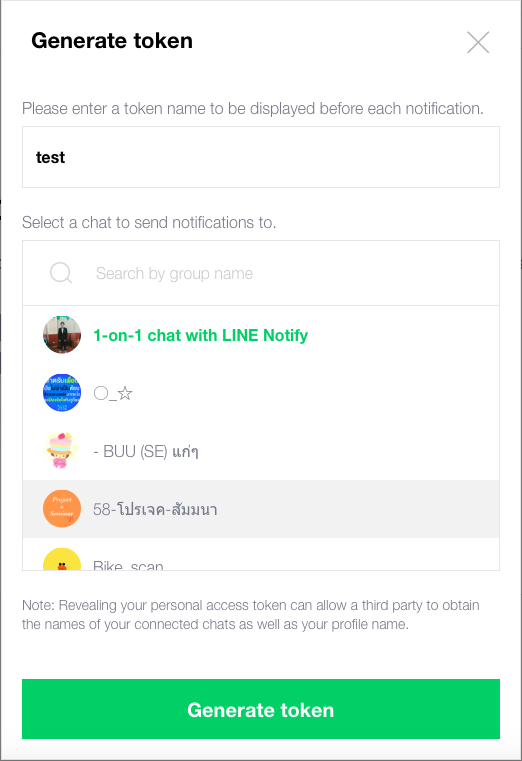 Generate token
Please enter a token name to be displayed before each notification.
test
Select a chat to send notifications to.
Search by group name
1-on-1 chat with LINE Notify
〇_☆
- BUU (SE) แก่ๆ
Project
Seminar
58-โปรเจค-สัมมนา
Bike_scan
Note: Revealing your personal access token can allow a third party to obtain
the names of your connected chats as well as your profile name.
Generate token